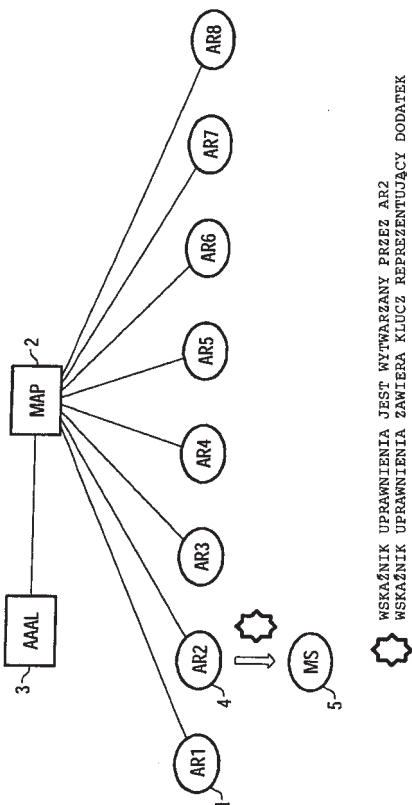 AAAL
3
MAP
2
AR1
1
AR2
4
AR3
AR4
AR5
AR6
AR7
AR8
MS
5
WSKAŹNIK UPRAWNIENIA JEST WYTWARZANY PRZEZ AR2
WSKAŹNIK UPRAWNIENIA ZAWIERA KLUCZ REPREZENTUJĄCY DODATEK